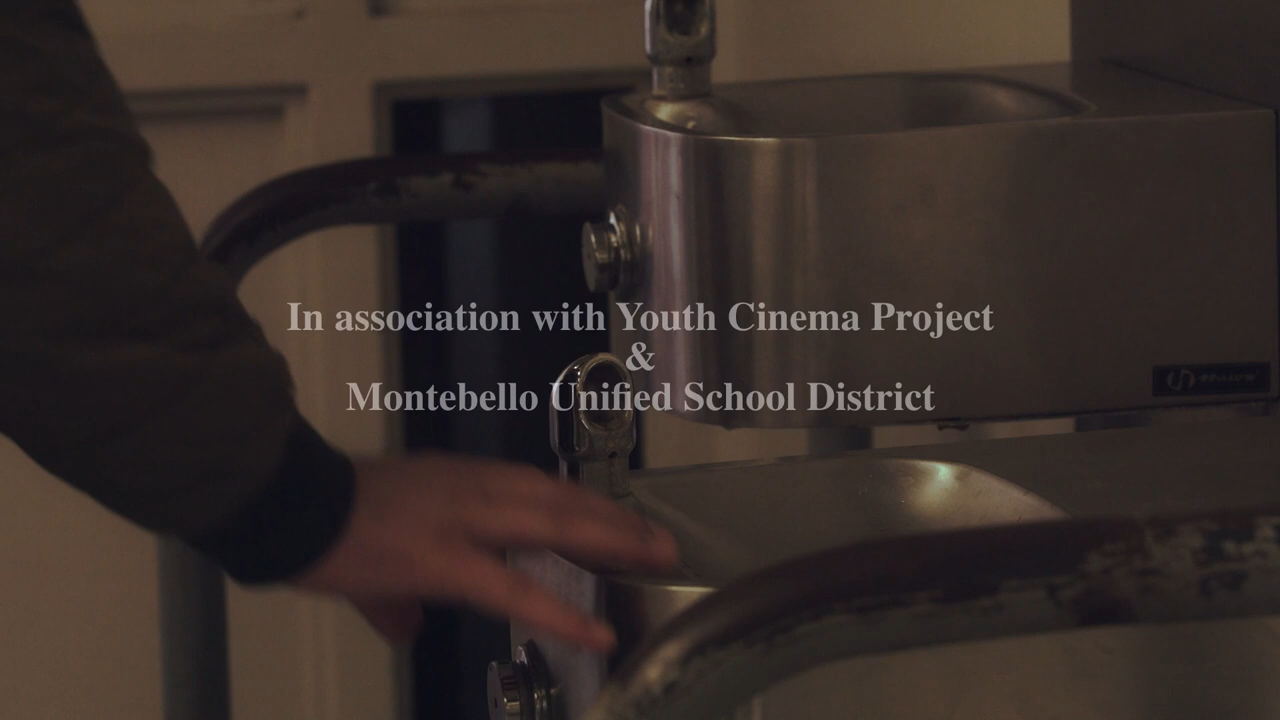 In association with Youth Cinema Project
&
Montebello Unified School District